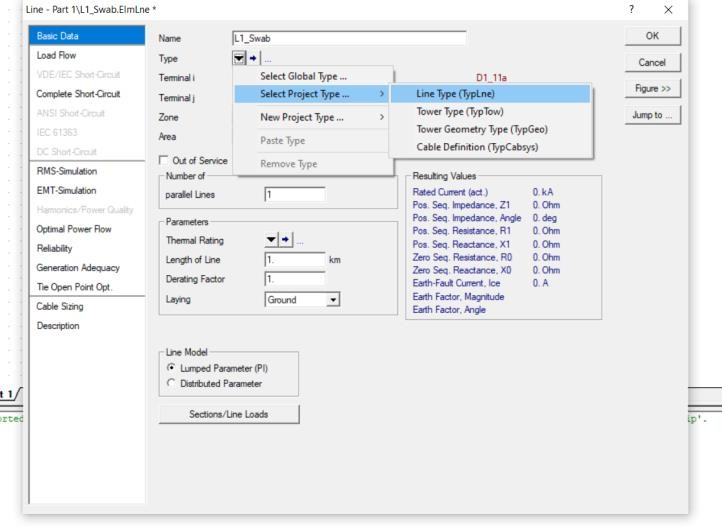 Line - Part 1\L1_Swab.ElmLne *
?
Basic Data
Load Flow
VDE/IEC Short-Circuit
Complete Short-Circuit
ANSI Short-Circuit
IEC 61363
DC Short-Circuit
RMS-Simulation
EMT-Simulation
Harmonics/Power Quality
Optimal Power Flow
Reliability
Generation Adequacy
Tie Open Point Opt.
Cable Sizing
Description
Name L1_Swab
Type ...
Terminal i D1_11a
Terminal j
Zone
Area
Out of Service
Select Global Type ...
Select Project Type ... >
New Project Type ... >
Paste Type
Remove Type
Line Type (TypLne)
Tower Type (TypTow)
Tower Geometry Type (TypGeo)
Cable Definition (TypCabsys)
Number of
parallel Lines 1
Parameters
Thermal Rating ...
Length of Line 1. km
Derating Factor 1.
Laying Ground
Resulting Values
Rated Current (act.) 0. kA
Pos. Seq. Impedance, Z1 0. Ohm
Pos. Seq. Impedance, Angle 0. deg
Pos. Seq. Resistance, R1 0. Ohm
Pos. Seq. Reactance, X1 0. Ohm
Zero Seq. Resistance, R0 0. Ohm
Zero Seq. Reactance, X0 0. Ohm
Earth-Fault Current, Ice 0. A
Earth Factor, Magnitude
Earth Factor, Angle
Line Model
Lumped Parameter (PI)
Distributed Parameter
Sections/Line Loads
OK
Cancel
Figure >>
Jump to ...
t 1
orted
ip'.